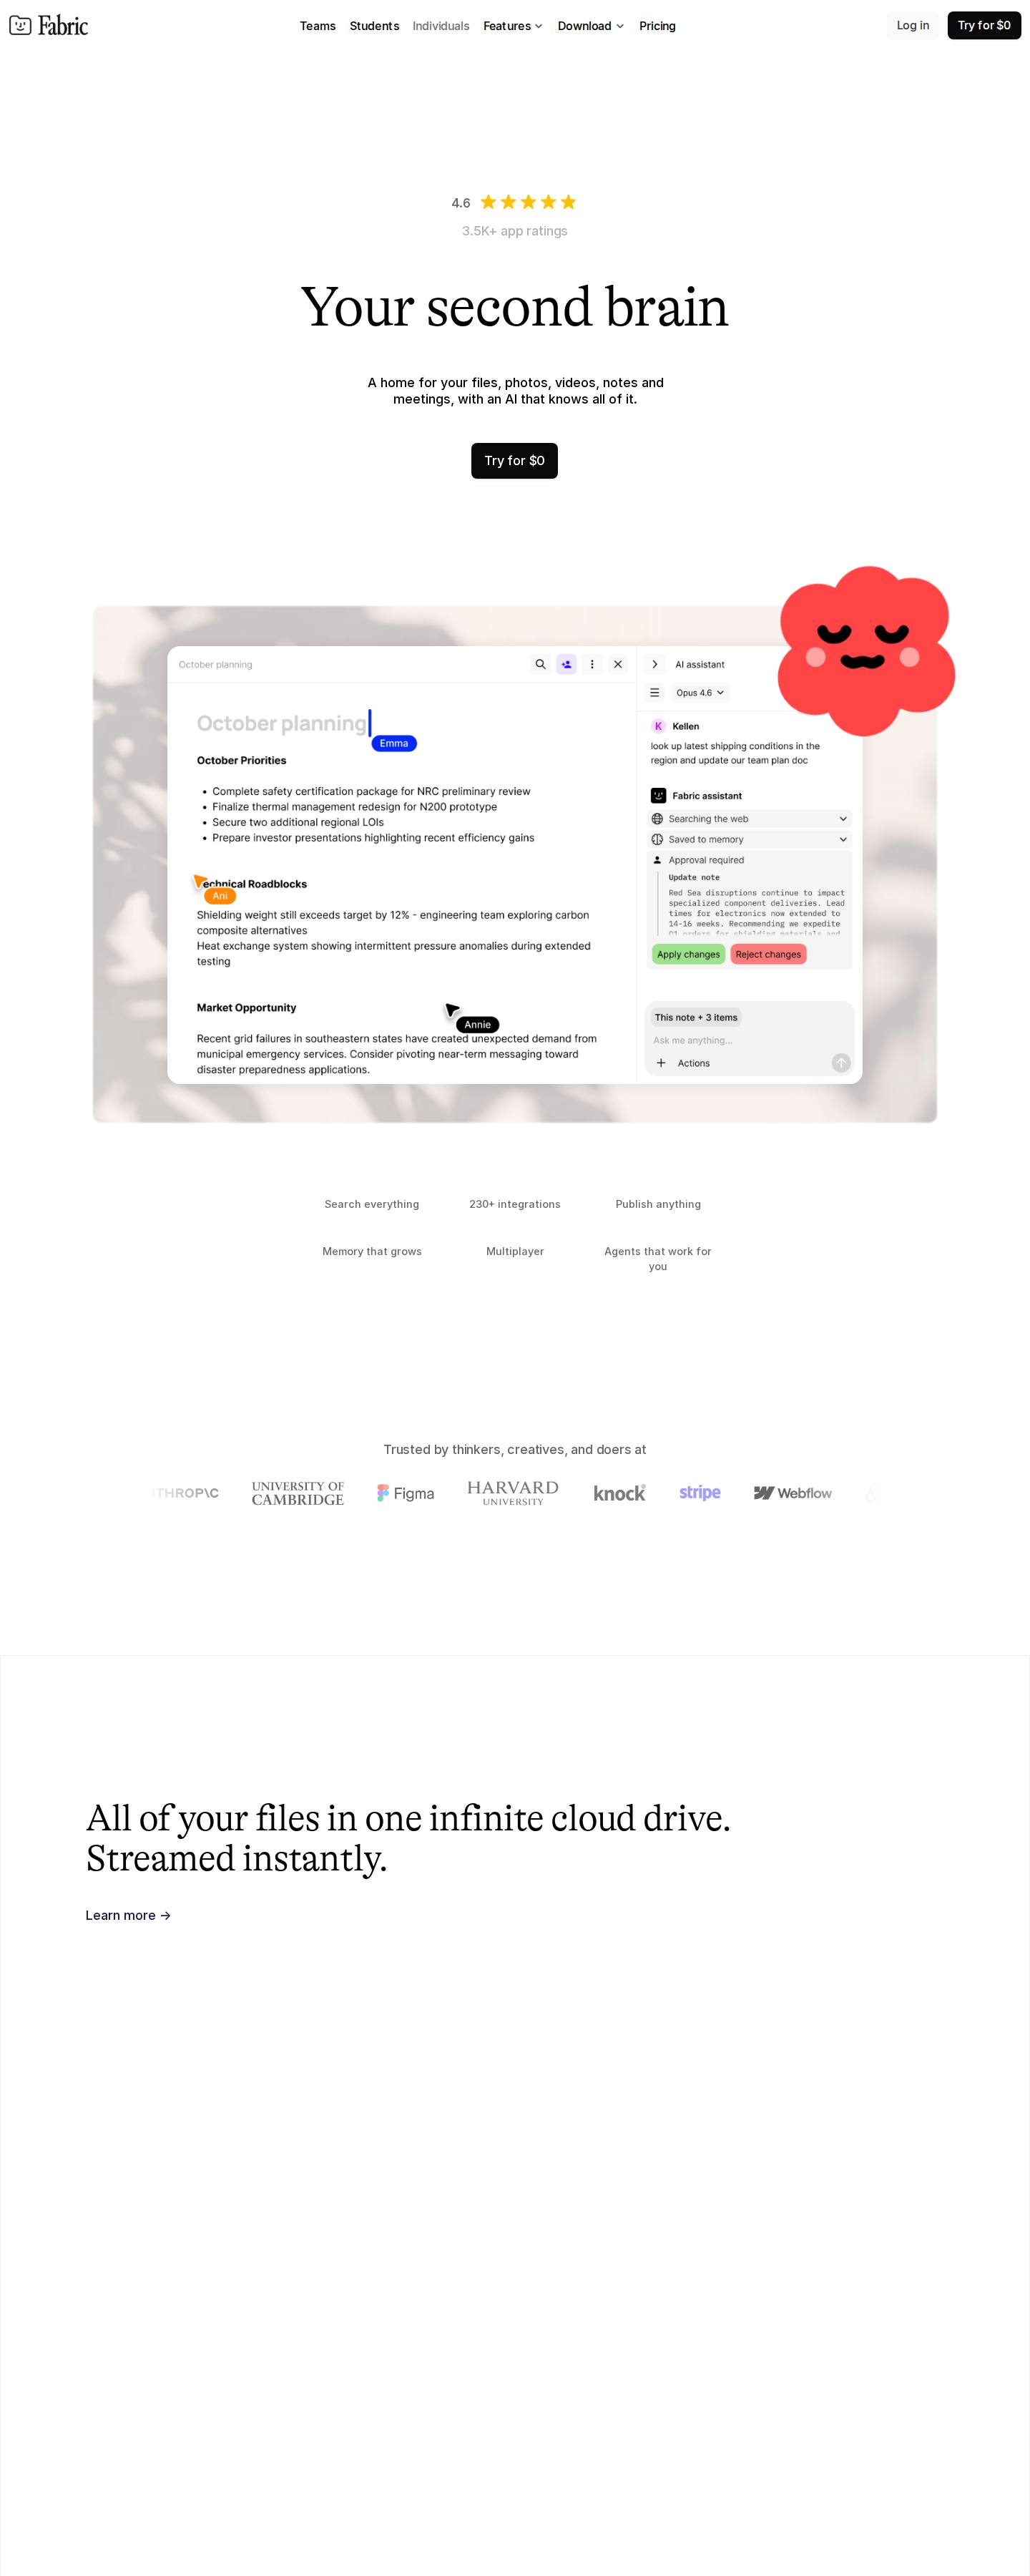 Fabric
Teams Students Individuals Features Download Pricing
Log in Try for $0
4.6
3.5K+ app ratings
Your second brain
A home for your files, photos, videos, notes and
meetings, with an AI that knows all of it.
Try for $0
October planning
October planning
Emma
October Priorities
• Complete safety certification package for NRC preliminary review
• Finalize thermal management redesign for N200 prototype
• Secure two additional regional LOIs
• Prepare investor presentations highlighting recent efficiency gains
Technical Roadblocks
Ani
Shielding weight still exceeds target by 12% - engineering team exploring carbon
composite alternatives
Heat exchange system showing intermittent pressure anomalies during extended
testing
Market Opportunity
Annie
Recent grid failures in southeastern states have created unexpected demand from
municipal emergency services. Consider pivoting near-term messaging toward
disaster preparedness applications.
AI assistant
Opus 4.6
K Kellen
look up latest shipping conditions in the
region and update our team plan doc
Fabric assistant
Searching the web
Saved to memory
Approval required
Update note
Red Sea disruptions continue to impact
specialized component deliveries. Lead
times for electronics now extended to
14-16 weeks. Recommending we expedite
Q1 orders for shielding materials and
Apply changes Reject changes
This note + 3 items
Ask me anything...
+ Actions
Search everything 230+ integrations Publish anything
Memory that grows Multiplayer Agents that work for
you
Trusted by thinkers, creatives, and doers at
THROP\C
UNIVERSITY OF
CAMBRIDGE
Figma
HARVARD
UNIVERSITY
knock
stripe
Webflow
All of your files in one infinite cloud drive.
Streamed instantly.
Learn more →